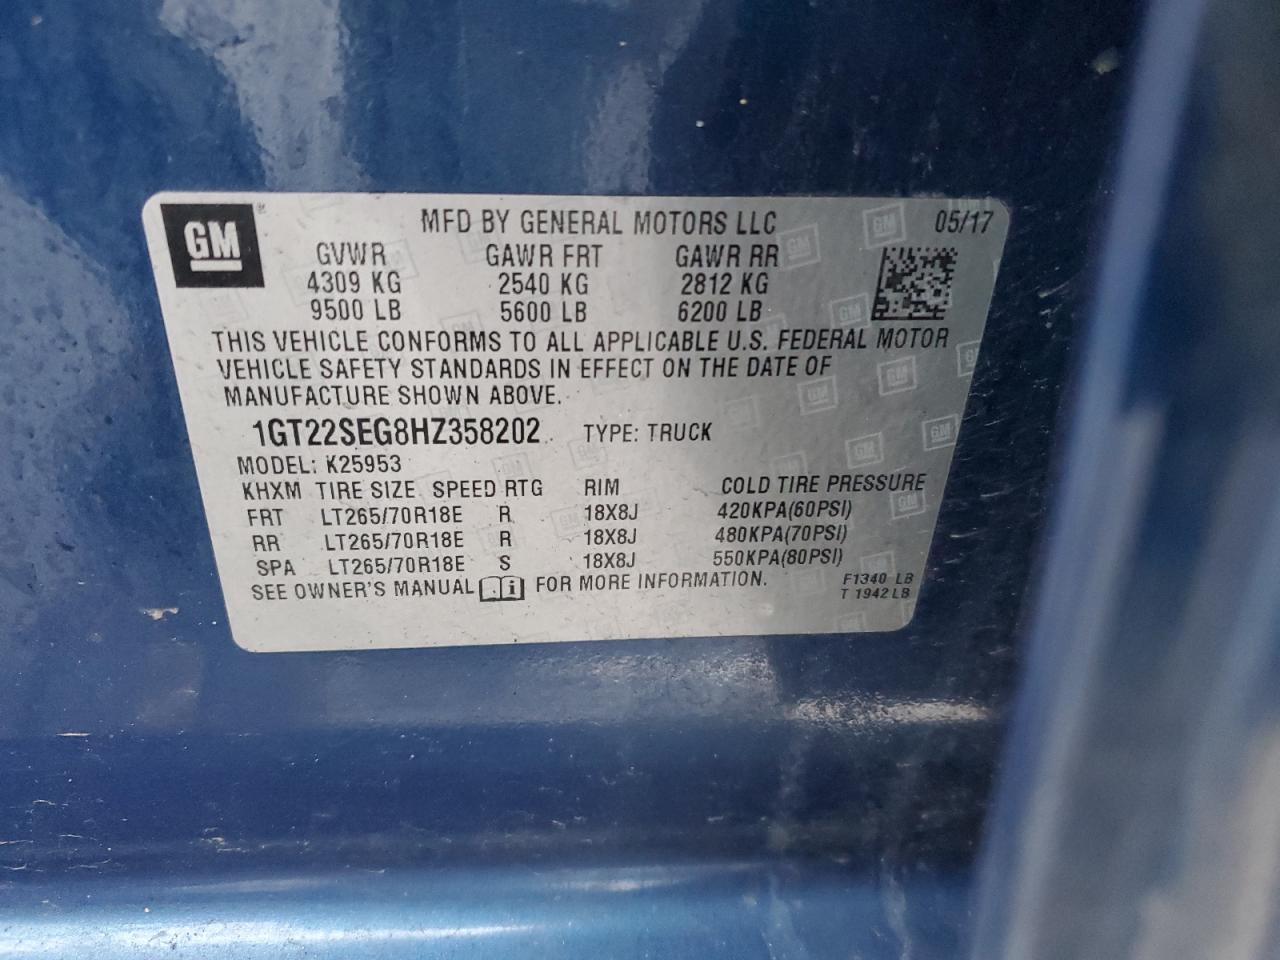 GM ® MFD BY GENERAL MOTORS LLC 05/17
GVWR GAWR FRT GAWR RR
4309 KG 2540 KG 2812 KG
9500 LB 5600 LB 6200 LB
THIS VEHICLE CONFORMS TO ALL APPLICABLE U.S. FEDERAL MOTOR
VEHICLE SAFETY STANDARDS IN EFFECT ON THE DATE OF
MANUFACTURE SHOWN ABOVE.
1GT22SEG8HZ358202 TYPE: TRUCK
MODEL: K25953
KHXM TIRE SIZE SPEED RTG RIM COLD TIRE PRESSURE
FRT LT265/70R18E R 18X8J 420KPA(60PSI)
RR LT265/70R18E R 18X8J 480KPA(70PSI)
SPA LT265/70R18E S 18X8J 550KPA(80PSI)
SEE OWNER'S MANUAL i FOR MORE INFORMATION. F1340 LB
T 1942LB